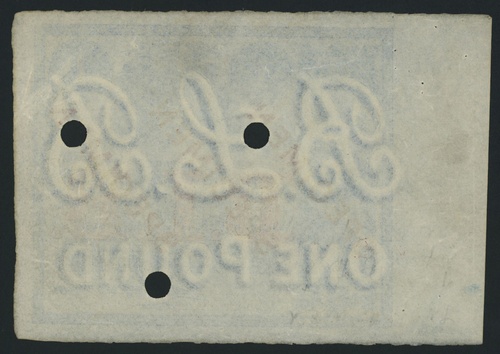 B. L. B.
ONE POUND